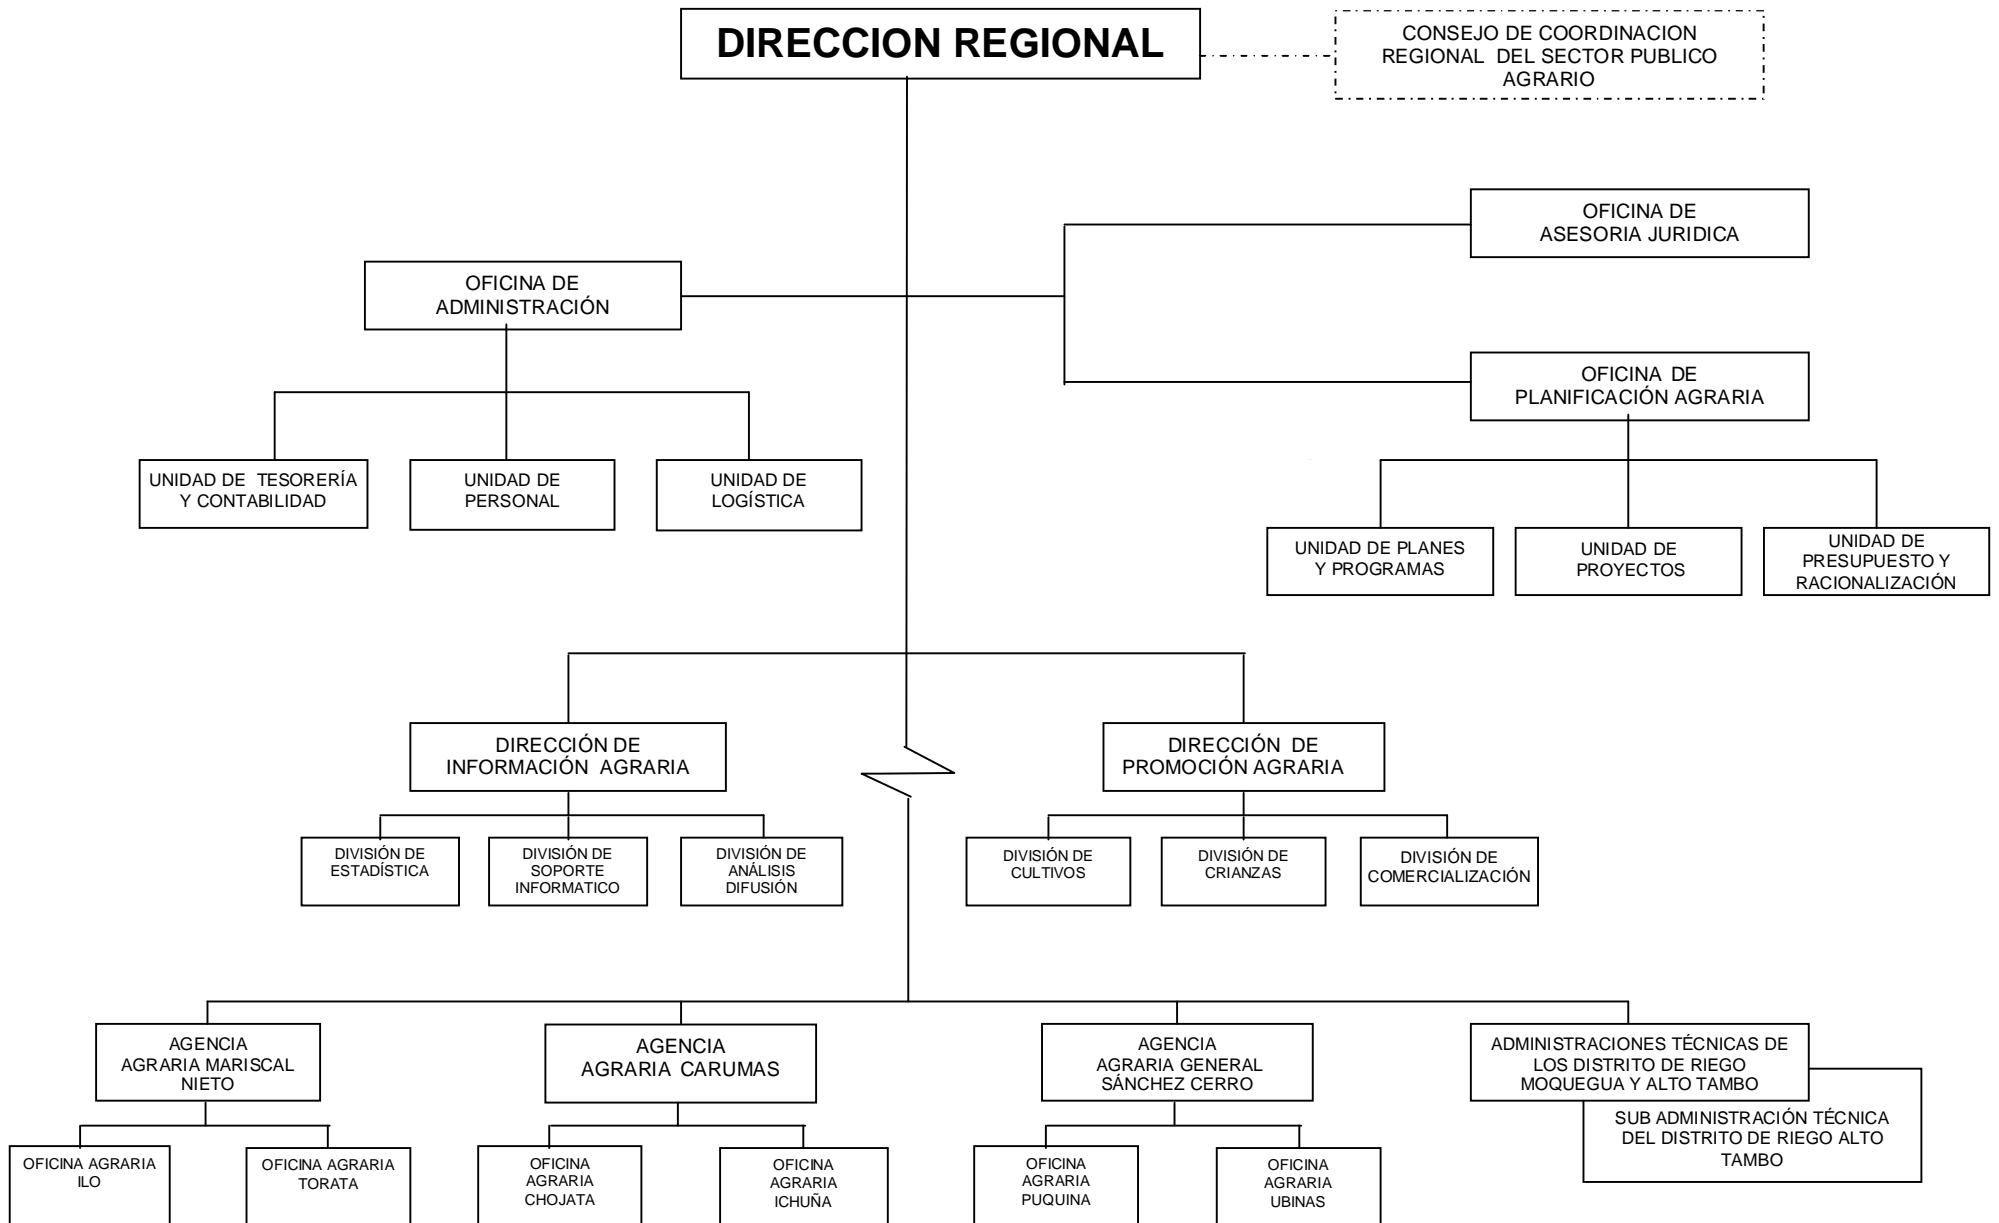 DIRECCION REGIONAL
CONSEJO DE COORDINACION
REGIONAL DEL SECTOR PUBLICO
AGRARIO
OFICINA DE
ASESORIA JURIDICA
OFICINA DE
ADMINISTRACIÓN
OFICINA DE
PLANIFICACIÓN AGRARIA
UNIDAD DE TESORERÍA
Y CONTABILIDAD
UNIDAD DE
PERSONAL
UNIDAD DE
LOGÍSTICA
UNIDAD DE PLANES
Y PROGRAMAS
UNIDAD DE
PROYECTOS
UNIDAD DE
PRESUPUESTO Y
RACIONALIZACIÓN
DIRECCIÓN DE
INFORMACIÓN AGRARIA
DIRECCIÓN DE
PROMOCIÓN AGRARIA
DIVISIÓN DE
ESTADÍSTICA
DIVISIÓN DE
SOPORTE
INFORMATICO
DIVISIÓN DE
ANÁLISIS
DIFUSIÓN
DIVISIÓN DE
CULTIVOS
DIVISIÓN DE
CRIANZAS
DIVISIÓN DE
COMERCIALIZACIÓN
AGENCIA
AGRARIA MARISCAL
NIETO
AGENCIA
AGRARIA CARUMAS
AGENCIA
AGRARIA GENERAL
SÁNCHEZ CERRO
ADMINISTRACIONES TÉCNICAS DE
LOS DISTRITO DE RIEGO
MOQUEGUA Y ALTO TAMBO
SUB ADMINISTRACIÓN TÉCNICA
DEL DISTRITO DE RIEGO ALTO
TAMBO
OFICINA AGRARIA
ILO
OFICINA AGRARIA
TORATA
OFICINA
AGRARIA
CHOJATA
OFICINA
AGRARIA
ICHUÑA
OFICINA
AGRARIA
PUQUINA
OFICINA
AGRARIA
UBINAS